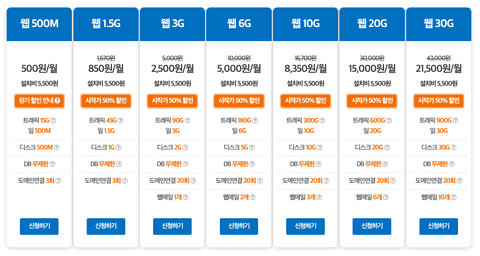 웹 500M
500원/월
설치비 5,500원
장기 할인 안내 ?
트래픽 15G ?
일 500M
디스크 500M ?
DB 무제한 ?
도메인연결 3회 ?
신청하기
웹 1.5G
1,670원
850원/월
설치비 5,500원
시작가 50% 할인
트래픽 45G ?
일 1.5G
디스크 1G ?
DB 무제한 ?
도메인연결 3회 ?
신청하기
웹 3G
5,000원
2,500원/월
설치비 5,500원
시작가 50% 할인
트래픽 90G ?
일 3G
디스크 2G ?
DB 무제한 ?
도메인연결 20회 ?
웹메일 1개 ?
신청하기
웹 6G
10,000원
5,000원/월
설치비 5,500원
시작가 50% 할인
트래픽 180G ?
일 6G
디스크 5G ?
DB 무제한 ?
도메인연결 20회 ?
웹메일 2개 ?
신청하기
웹 10G
16,700원
8,350원/월
설치비 5,500원
시작가 50% 할인
트래픽 300G ?
일 10G
디스크 10G ?
DB 무제한 ?
도메인연결 20회 ?
웹메일 3개 ?
신청하기
웹 20G
30,000원
15,000원/월
설치비 5,500원
시작가 50% 할인
트래픽 600G ?
일 20G
디스크 20G ?
DB 무제한 ?
도메인연결 20회 ?
웹메일 6개 ?
신청하기
웹 30G
43,000원
21,500원/월
설치비 5,500원
시작가 50% 할인
트래픽 900G ?
일 30G
디스크 30G ?
DB 무제한 ?
도메인연결 20회 ?
웹메일 10개 ?
신청하기